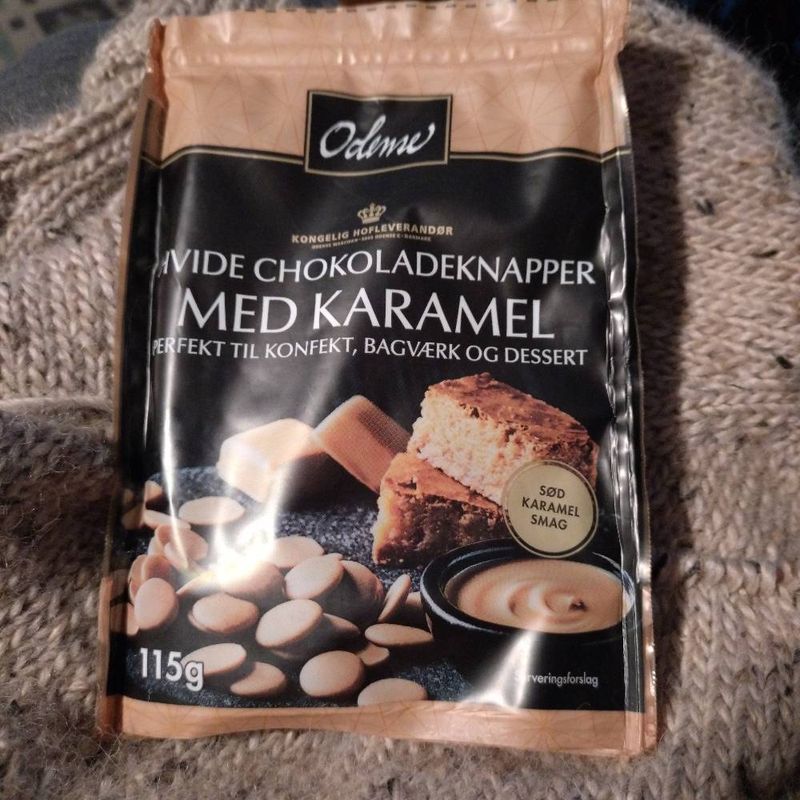 Odense
KONGELIG HOFLEVERANDØR
HVIDE CHOKOLADEKNAPPER
MED KARAMEL
PERFEKT TIL KONFEKT, BAGVÆRK OG DESSERT
SØD
KARAMEL
SMAG
115g
Serveringsforslag